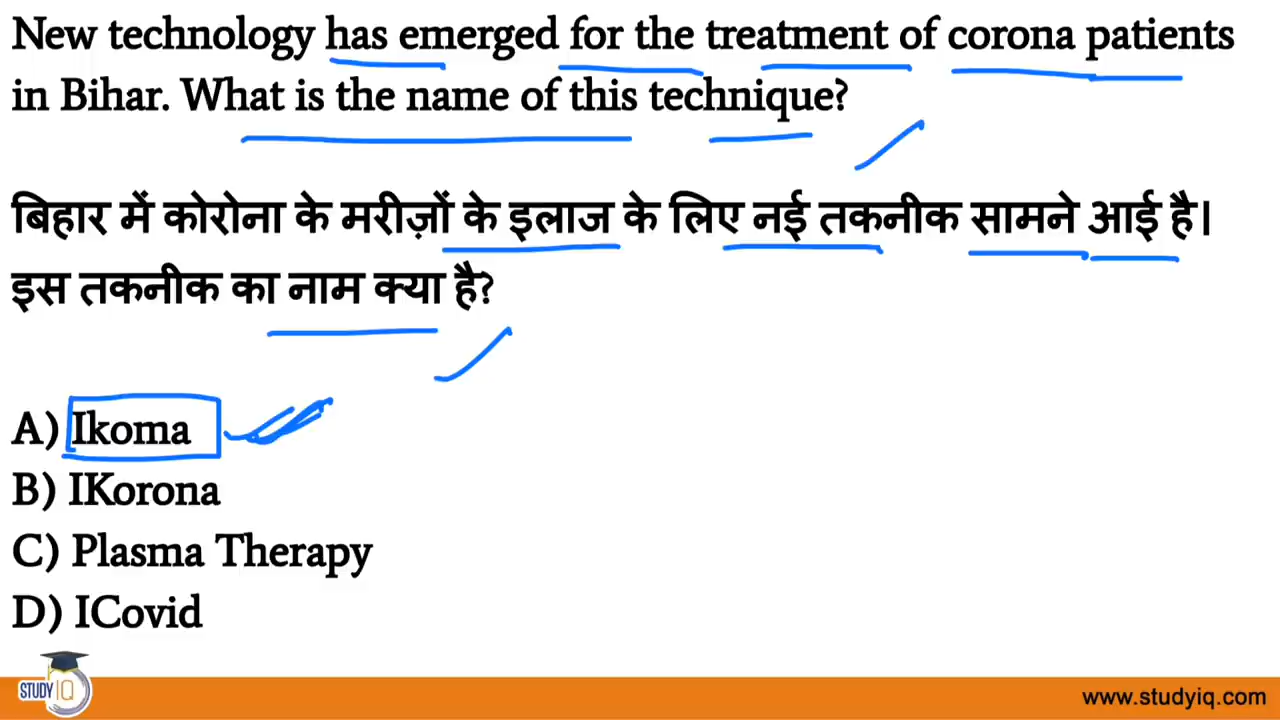 New technology has emerged for the treatment of corona patients
in Bihar. What is the name of this technique?
बिहार में कोरोना के मरीज़ों के इलाज के लिए नई तकनीक सामने आई है।
इस तकनीक का नाम क्या है?
A) Ikoma
B) IKorona
C) Plasma Therapy
D) ICovid
STUDY IQ
www.studyiq.com